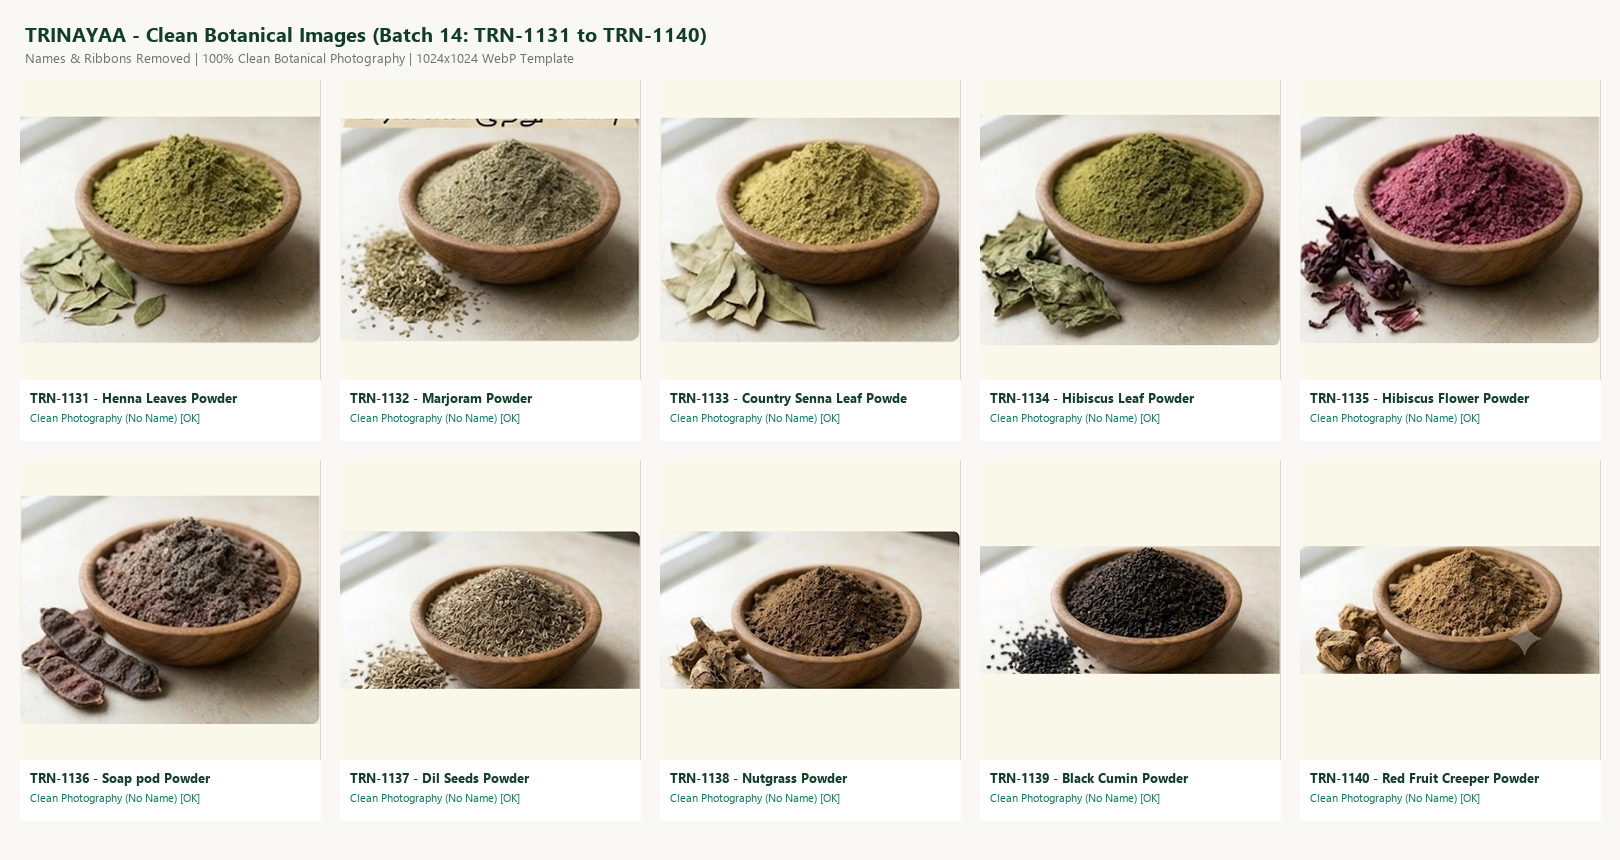 TRINAYAA - Clean Botanical Images (Batch 14: TRN-1131 to TRN-1140)
Names & Ribbons Removed | 100% Clean Botanical Photography | 1024x1024 WebP Template
TRN-1131 - Henna Leaves Powder
Clean Photography (No Name) [OK]
TRN-1132 - Marjoram Powder
Clean Photography (No Name) [OK]
TRN-1133 - Country Senna Leaf Powde
Clean Photography (No Name) [OK]
TRN-1134 - Hibiscus Leaf Powder
Clean Photography (No Name) [OK]
TRN-1135 - Hibiscus Flower Powder
Clean Photography (No Name) [OK]
TRN-1136 - Soap pod Powder
Clean Photography (No Name) [OK]
TRN-1137 - Dil Seeds Powder
Clean Photography (No Name) [OK]
TRN-1138 - Nutgrass Powder
Clean Photography (No Name) [OK]
TRN-1139 - Black Cumin Powder
Clean Photography (No Name) [OK]
TRN-1140 - Red Fruit Creeper Powder
Clean Photography (No Name) [OK]